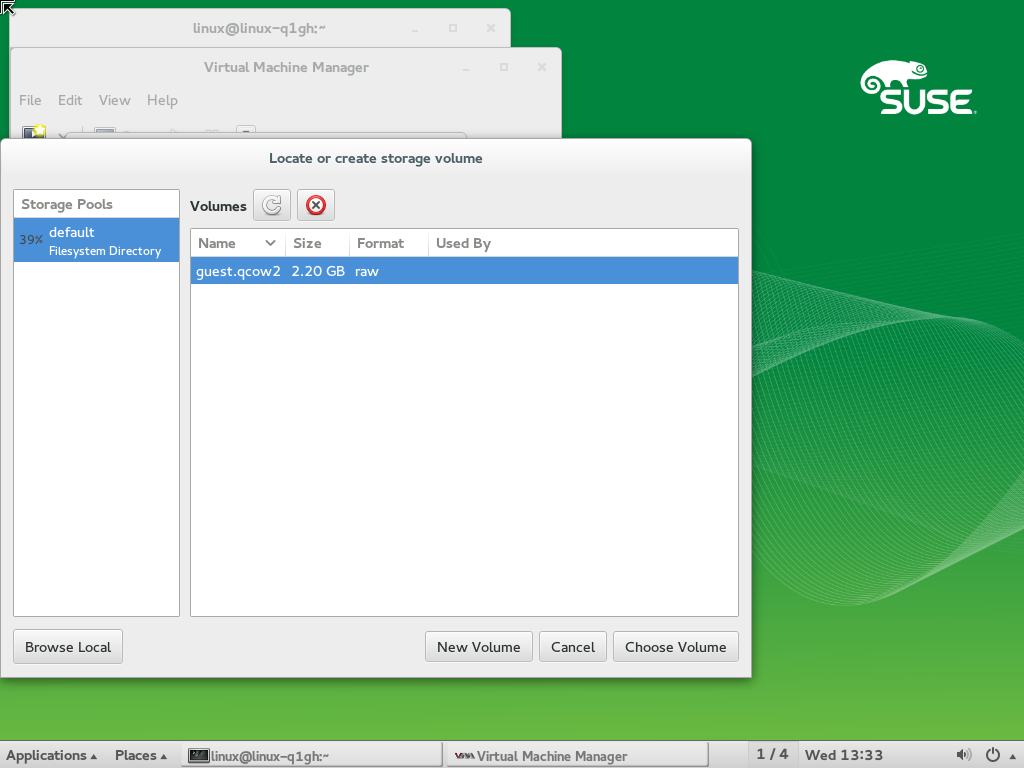 linux@linux-q1gh:~
Virtual Machine Manager
File Edit View Help
SUSE
Locate or create storage volume
Storage Pools
Volumes
39% default
Filesystem Directory
Name Size Format Used By
guest.qcow2 2.20 GB raw
Browse Local
New Volume Cancel Choose Volume
Applications Places linux@linux-q1gh:~ Virtual Machine Manager 1 / 4 Wed 13:33